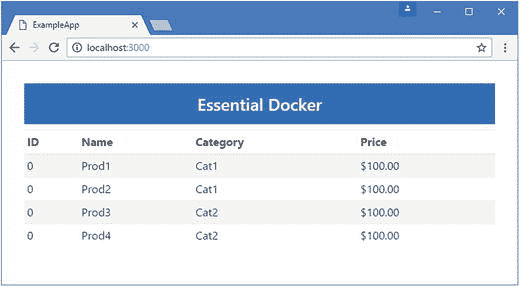 ExampleApp
localhost:3000
Essential Docker
ID Name Category Price
0 Prod1 Cat1 $100.00
0 Prod2 Cat1 $100.00
0 Prod3 Cat2 $100.00
0 Prod4 Cat2 $100.00